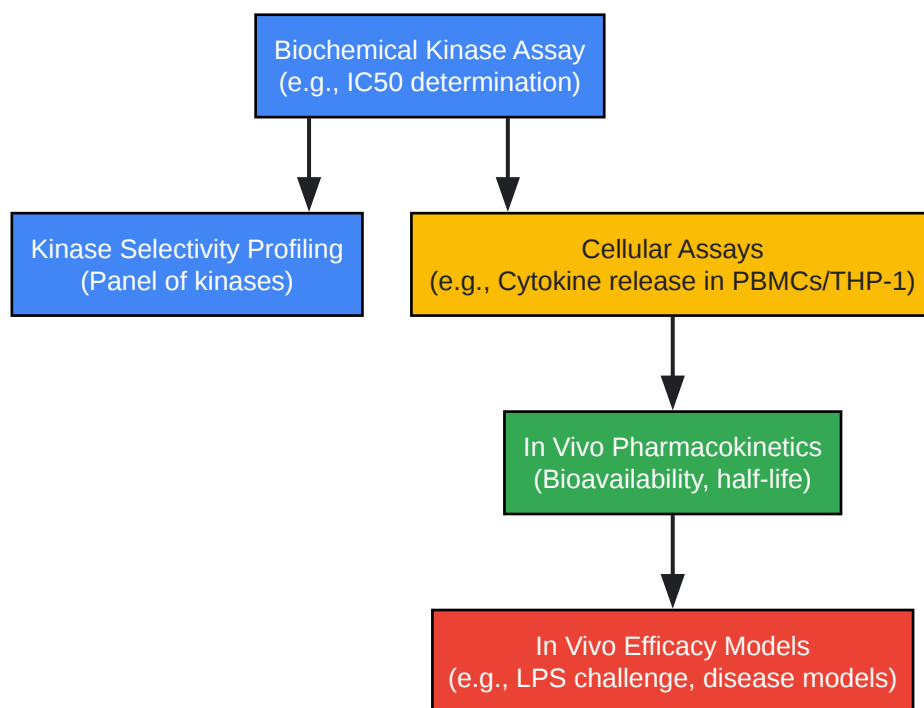 Biochemical Kinase Assay
(e.g., IC50 determination)
Kinase Selectivity Profiling
(Panel of kinases)
Cellular Assays
(e.g., Cytokine release in PBMCs/THP-1)
In Vivo Pharmacokinetics
(Bioavailability, half-life)
In Vivo Efficacy Models
(e.g., LPS challenge, disease models)